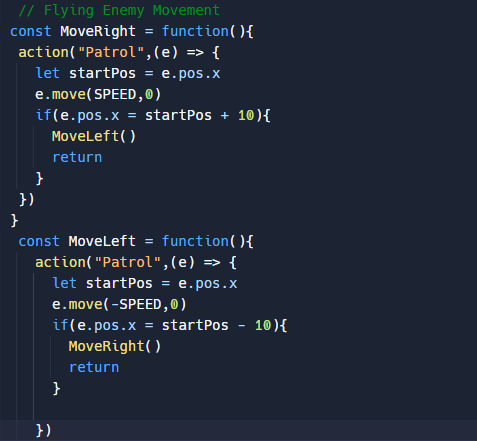 // Flying Enemy Movement
const MoveRight = function(){
action("Patrol",(e) => {
let startPos = e.pos.x
e.move(SPEED,0)
if(e.pos.x = startPos + 10){
MoveLeft()
return
}
})
}
const MoveLeft = function(){
action("Patrol",(e) => {
let startPos = e.pos.x
e.move(-SPEED,0)
if(e.pos.x = startPos - 10){
MoveRight()
return
}
})